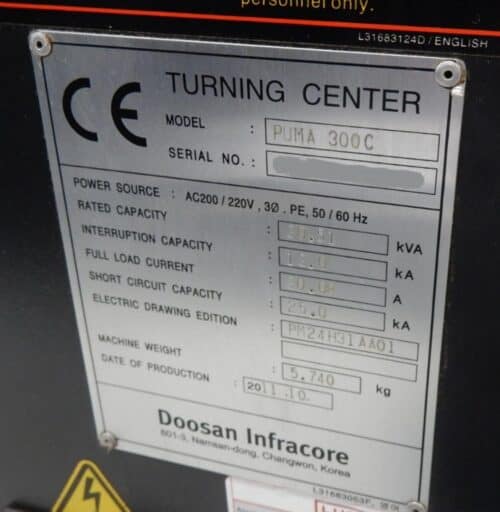 personnel only.
L31683124D / ENGLISH
CE TURNING CENTER
MODEL : PUMA 300C
SERIAL NO. :
POWER SOURCE : AC200 / 220V , 3Ø . PE, 50 / 60 Hz
RATED CAPACITY : kVA
INTERRUPTION CAPACITY : kA
FULL LOAD CURRENT : A
SHORT CIRCUIT CAPACITY : 25.0 kA
ELECTRIC DRAWING EDITION : PM24H31AA01
MACHINE WEIGHT : 5.740 kg
DATE OF PRODUCTION : 2011.10.
Doosan Infracore
601-3, Namsan-dong, Changwon, Korea